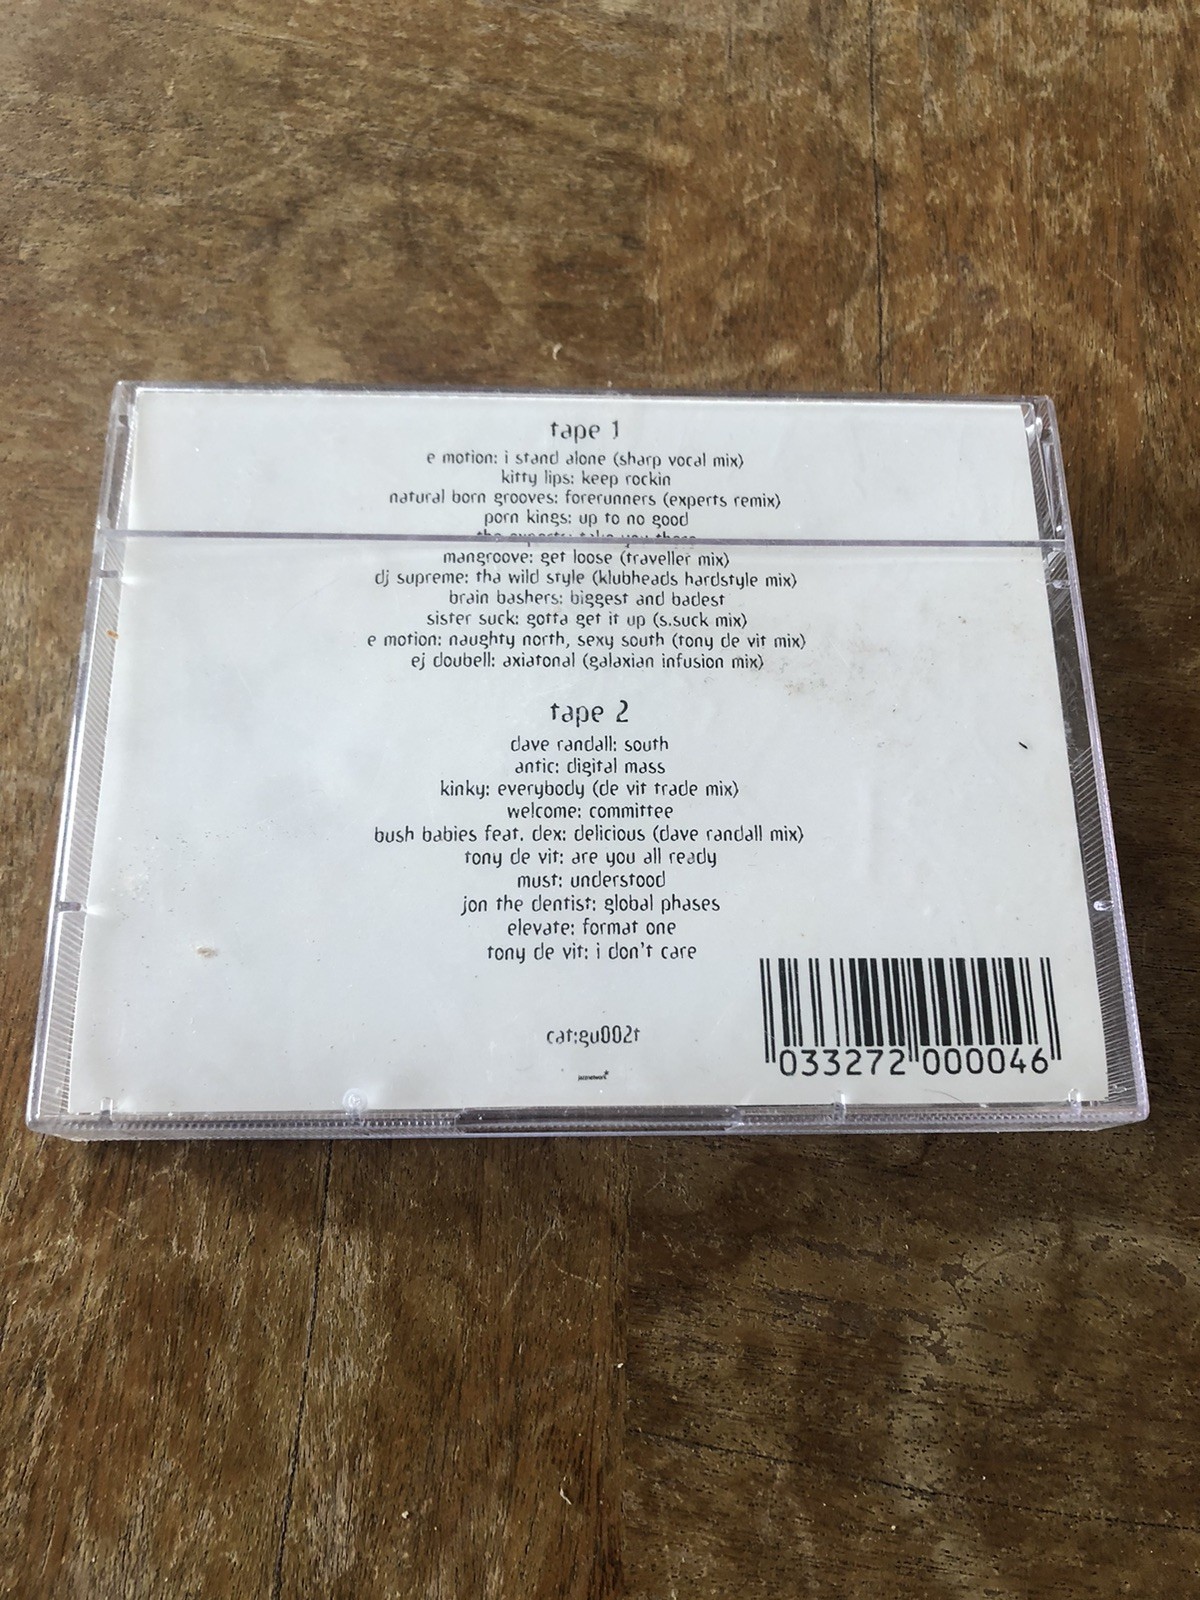 tape 1
e motion: i stand alone (sharp vocal mix)
kitty lips: keep rockin
natural born grooves: forerunners (experts remix)
porn kings: up to no good
the experts: take you there
mangroove: get loose (traveller mix)
dj supreme: tha wild style (klubheads hardstyle mix)
brain bashers: biggest and badest
sister suck: gotta get it up (s.suck mix)
e motion: naughty north, sexy south (tony de vit mix)
ej doubell: axiatonal (galaxian infusion mix)
tape 2
dave randall: south
antic: digital mass
kinky: everybody (de vit trade mix)
welcome: committee
bush babies feat. dex: delicious (dave randall mix)
tony de vit: are you all ready
must: understood
jon the dentist: global phases
elevate: format one
tony de vit: i don't care
cat:gu002t
033272 000046